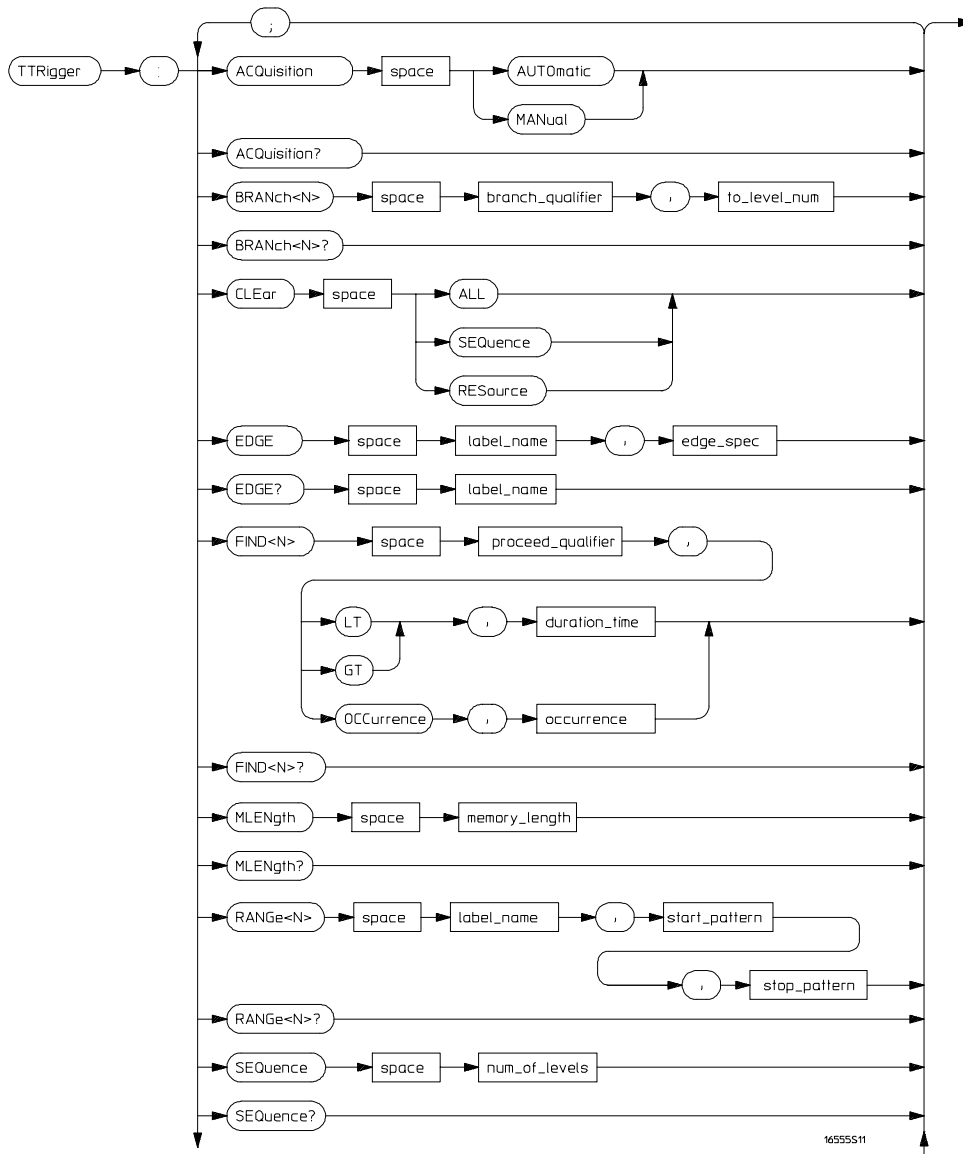 ;
TTRigger : ACQuisition space AUTOmatic
MANual
ACQuisition?
BRANch<N> space branch_qualifier , to_level_num
BRANch<N>?
CLEar space ALL
SEQuence
RESource
EDGE space label_name , edge_spec
EDGE? space label_name
FIND<N> space proceed_qualifier ,
LT , duration_time
GT
OCCurrence , occurrence
FIND<N>?
MLENgth space memory_length
MLENgth?
RANGe<N> space label_name , start_pattern
, stop_pattern
RANGe<N>?
SEQuence space num_of_levels
SEQuence?
16555S11